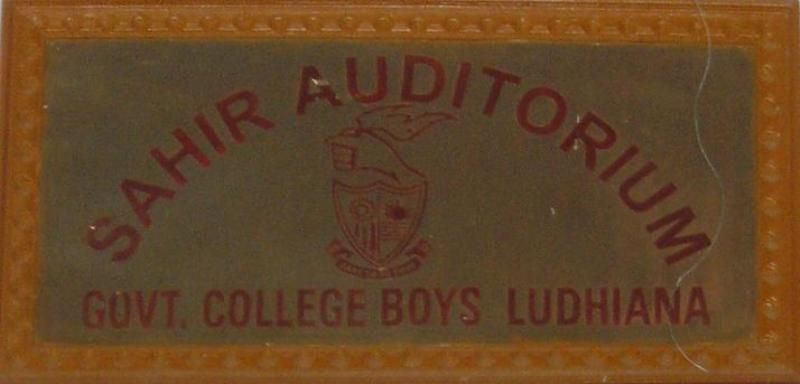 SAHIR AUDITORIUM
GOVT. COLLEGE BOYS LUDHIANA